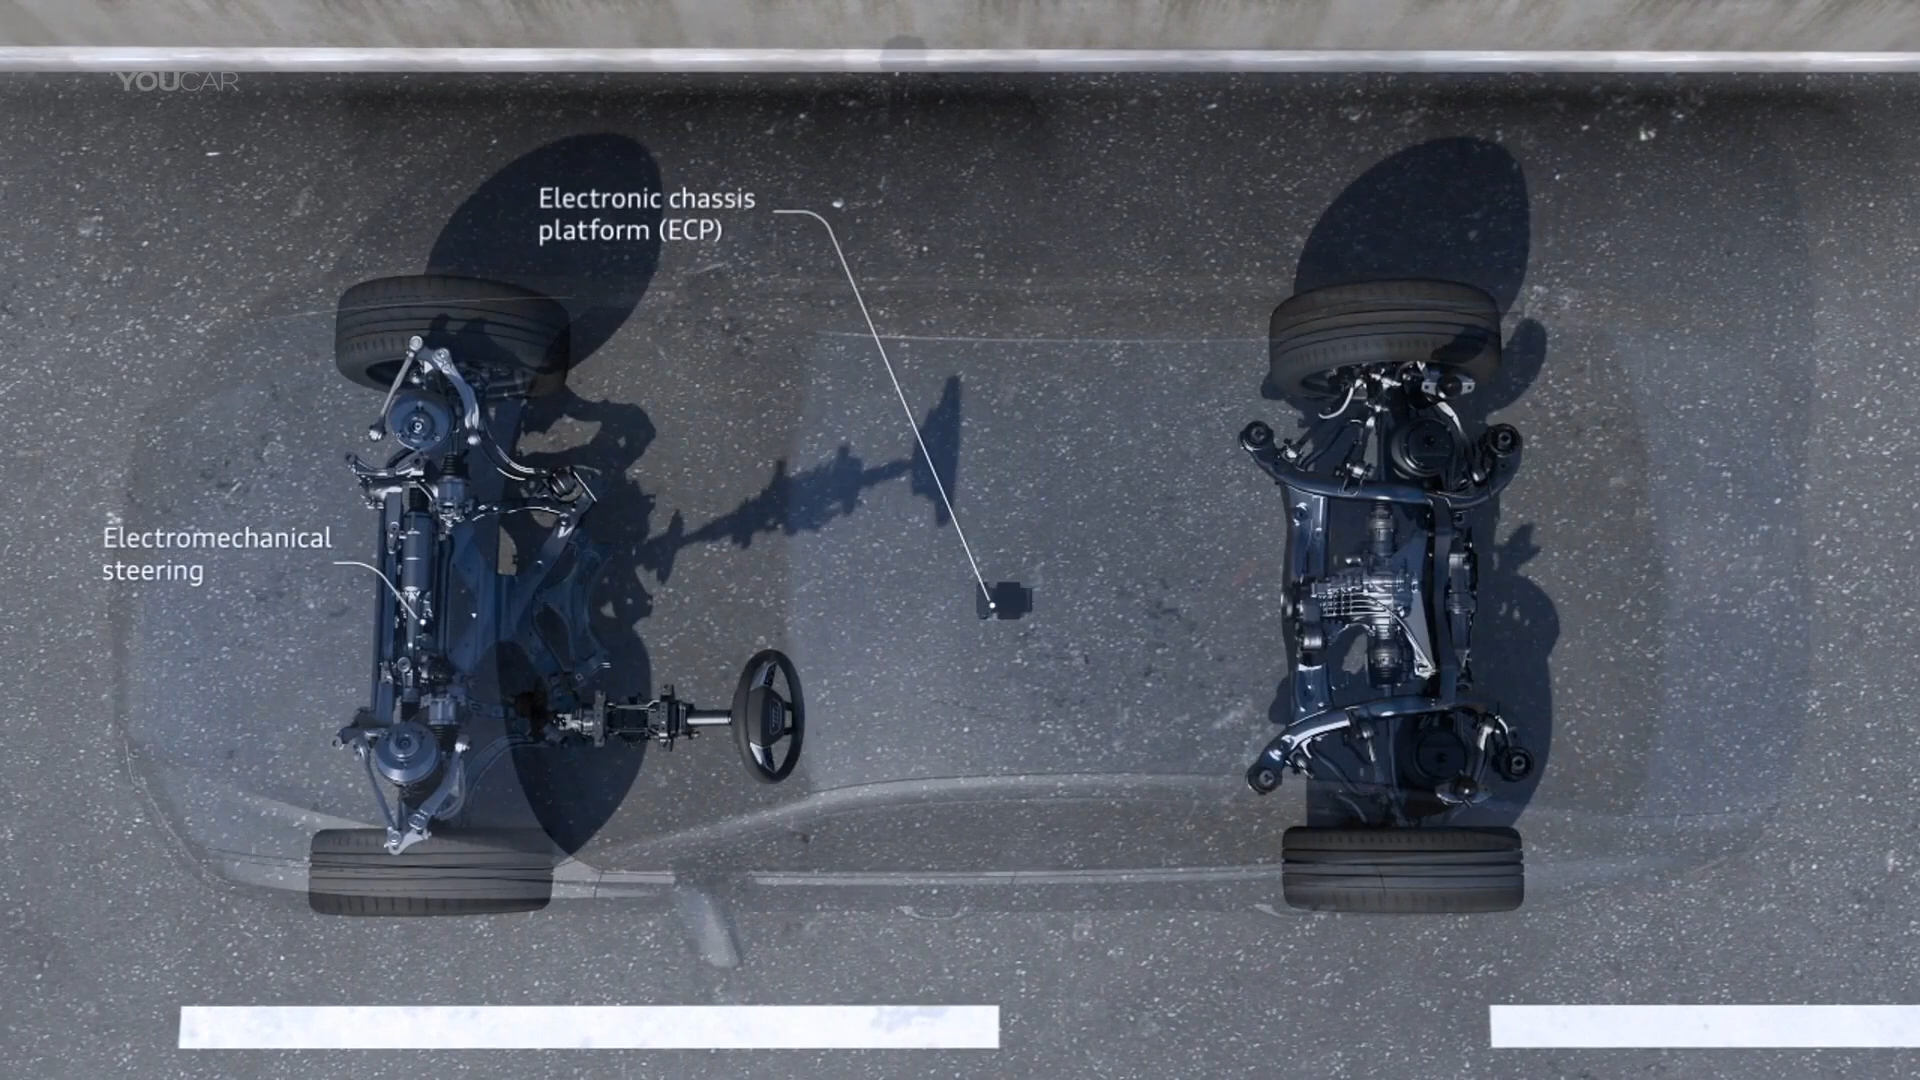 YOUCAR
Electronic chassis
platform (ECP)
Electromechanical
steering